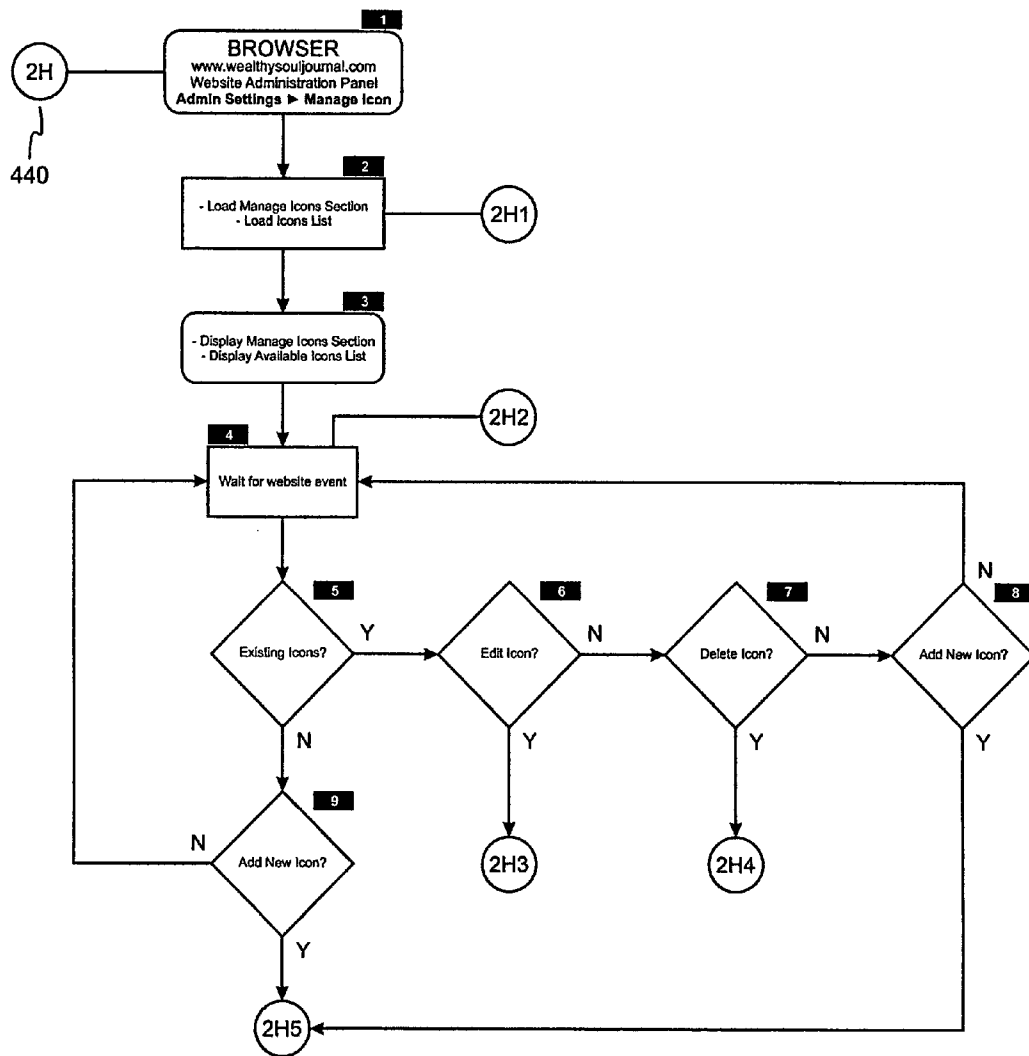 1
BROWSER
www.wealthysouljournal.com
Website Administration Panel
Admin Settings ► Manage Icon
2H
440
2
- Load Manage Icons Section
- Load Icons List
2H1
3
- Display Manage Icons Section
- Display Available Icons List
2H2
4
Wait for website event
5
Existing Icons?
Y
N
6
Edit Icon?
N
Y
7
Delete Icon?
N
Y
N
8
Add New Icon?
Y
9
Add New Icon?
N
Y
2H3
2H4
2H5